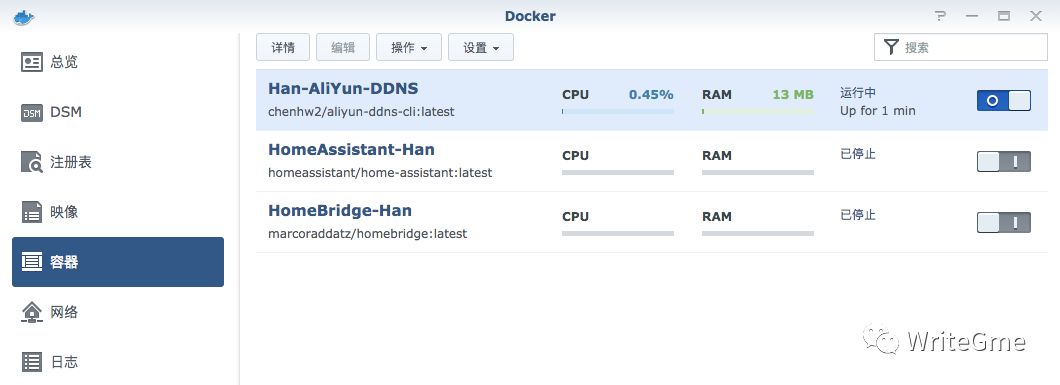 Docker
总览
DSM
DSM
注册表
映像
容器
网络
日志
详情
编辑
操作
设置
搜索
Han-AliYun-DDNS
chenhw2/aliyun-ddns-cli:latest
CPU 0.45%
RAM 13 MB
运行中
Up for 1 min
HomeAssistant-Han
homeassistant/home-assistant:latest
CPU
RAM
已停止
HomeBridge-Han
marcoraddatz/homebridge:latest
CPU
RAM
已停止
WriteGme